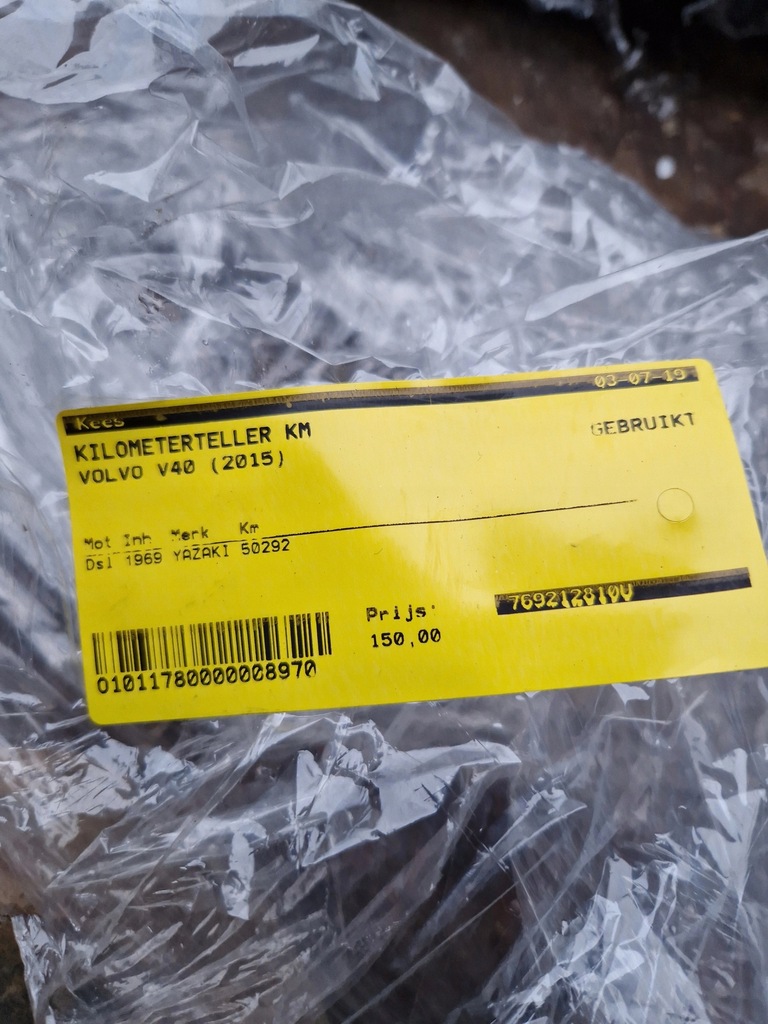 Kees 03-07-19
KILOMETERTELLER KM GEBRUIKT
VOLVO V40 (2015)
Mot Inh Merk Km
Dsl 1969 YAZAKI 50292
769212810U
Prijs:
150,00
01011780000008970